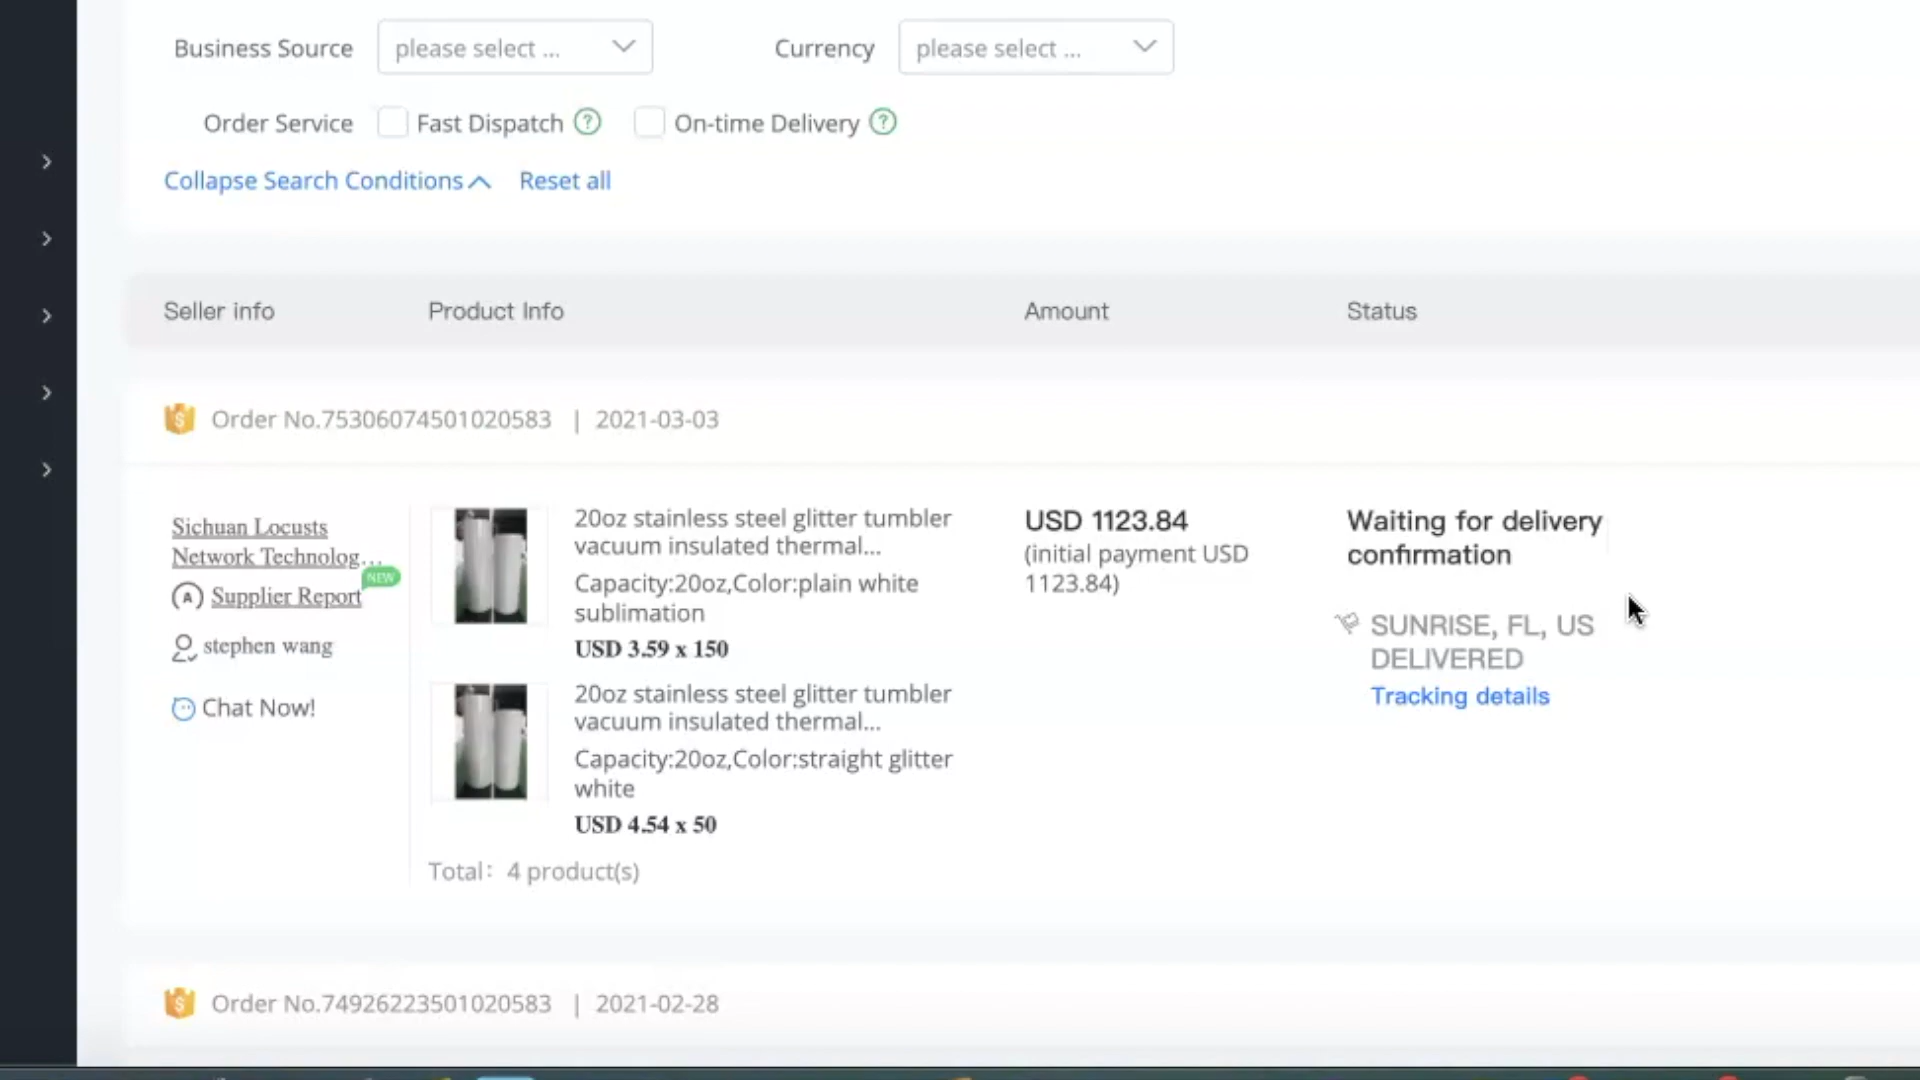 Business Source please select ... Currency please select ...
Order Service Fast Dispatch ? On-time Delivery ?
Collapse Search Conditions Reset all
Seller info Product Info Amount Status
Order No.75306074501020583 | 2021-03-03
Sichuan Locusts
Network Technolog...
NEW
Supplier Report
stephen wang
Chat Now!
20oz stainless steel glitter tumbler
vacuum insulated thermal...
Capacity:20oz,Color:plain white
sublimation
USD 3.59 x 150
20oz stainless steel glitter tumbler
vacuum insulated thermal...
Capacity:20oz,Color:straight glitter
white
USD 4.54 x 50
Total: 4 product(s)
USD 1123.84
(initial payment USD
1123.84)
Waiting for delivery
confirmation
SUNRISE, FL, US
DELIVERED
Tracking details
Order No.74926223501020583 | 2021-02-28